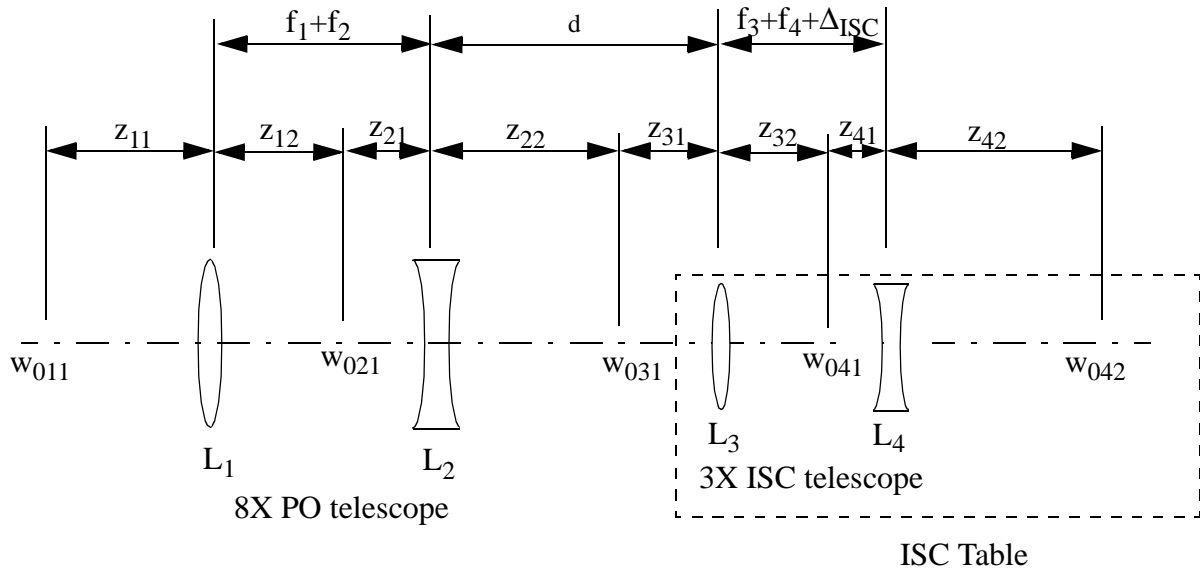 f₁+f₂ d f₃+f₄+Δ_ISC
z₁₁ z₁₂ z₂₁ z₂₂ z₃₁ z₃₂ z₄₁ z₄₂
w₀₁₁ w₀₂₁ w₀₃₁ w₀₄₁ w₀₄₂
L₁ L₂ L₃ L₄
8X PO telescope
3X ISC telescope
ISC Table